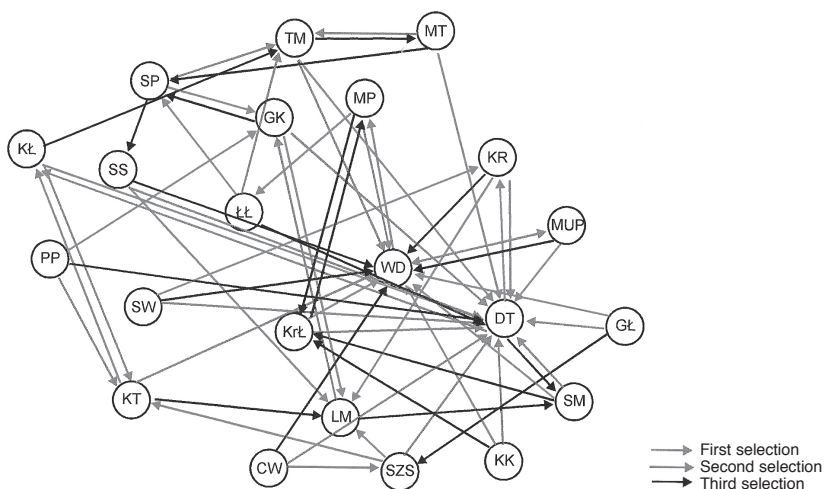 MT
TM
SP
MP
GK
KŁ
KR
SS
ŁŁ
MUP
PP
WD
SW
DT
GŁ
KrŁ
KT
SM
LM
CW
SZS
KK
First selection
Second selection
Third selection